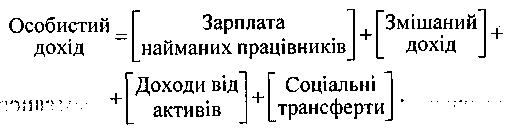 Особистий дохід = [Зарплата найманих працівників] + [Змішаний дохід] +
+ [Доходи від активів] + [Соціальні трансферти].